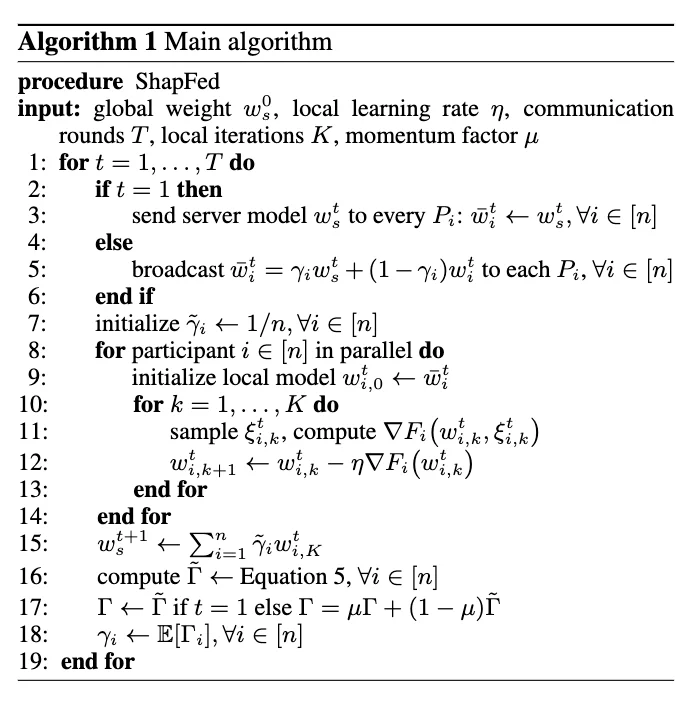 Algorithm 1 Main algorithm
procedure ShapFed
input: global weight $w_s^0$, local learning rate $\eta$, communication
rounds $T$, local iterations $K$, momentum factor $\mu$
1: for $t = 1, \ldots, T$ do
2: if $t = 1$ then
3: send server model $w_s^t$ to every $P_i$: $\bar{w}_i^t \leftarrow w_s^t, \forall i \in [n]$
4: else
5: broadcast $\bar{w}_i^t = \gamma_i w_s^t + (1 - \gamma_i) w_i^t$ to each $P_i, \forall i \in [n]$
6: end if
7: initialize $\tilde{\gamma}_i \leftarrow 1/n, \forall i \in [n]$
8: for participant $i \in [n]$ in parallel do
9: initialize local model $w_{i,0}^t \leftarrow \bar{w}_i^t$
10: for $k = 1, \ldots, K$ do
11: sample $\xi_{i,k}^t$, compute $\nabla F_i(w_{i,k}^t, \xi_{i,k}^t)$
12: $w_{i,k+1}^t \leftarrow w_{i,k}^t - \eta \nabla F_i(w_{i,k}^t)$
13: end for
14: end for
15: $w_s^{t+1} \leftarrow \sum_{i=1}^n \tilde{\gamma}_i w_{i,K}^t$
16: compute $\tilde{\Gamma} \leftarrow$ Equation 5, $\forall i \in [n]$
17: $\Gamma \leftarrow \tilde{\Gamma}$ if $t = 1$ else $\Gamma = \mu \Gamma + (1 - \mu) \tilde{\Gamma}$
18: $\gamma_i \leftarrow \mathbb{E}[\Gamma_i], \forall i \in [n]$
19: end for